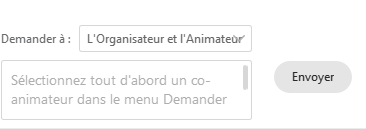 Demander à : L'Organisateur et l'Animateur
Sélectionnez tout d'abord un co-
animateur dans le menu Demander
Envoyer